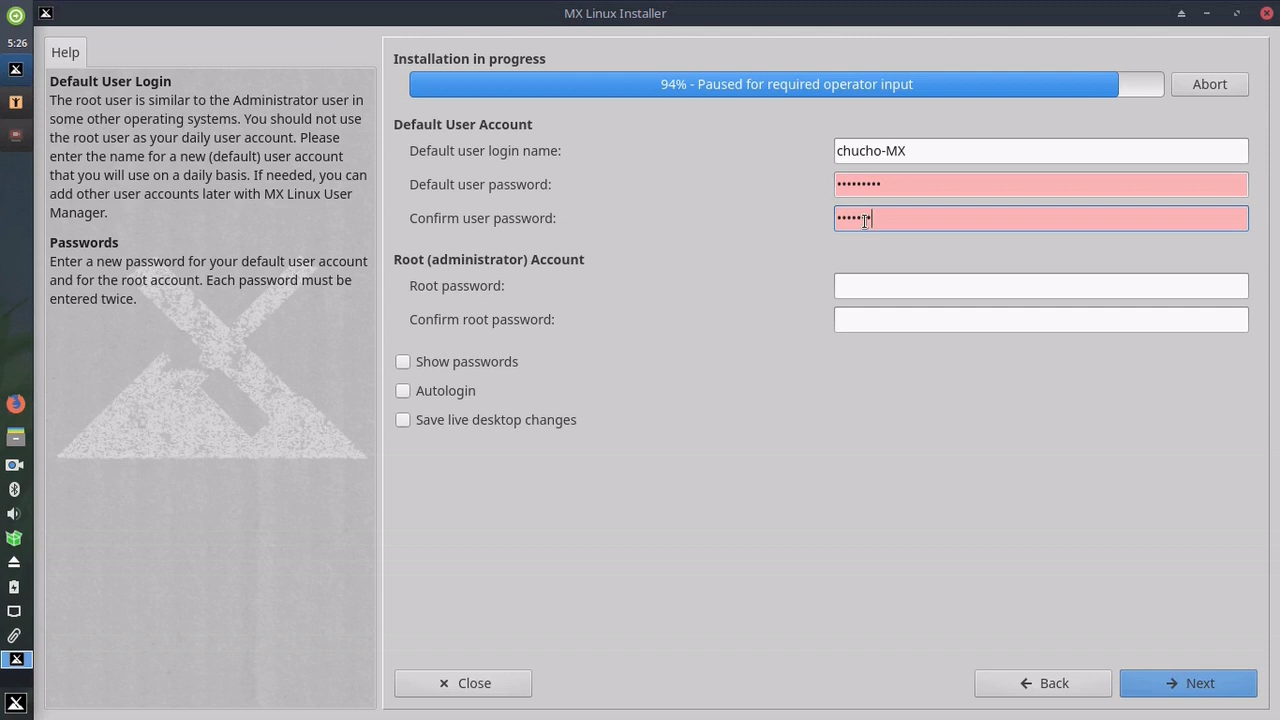 MX Linux Installer
5:26
Help
Default User Login
The root user is similar to the Administrator user in
some other operating systems. You should not use
the root user as your daily user account. Please
enter the name for a new (default) user account
that you will use on a daily basis. If needed, you can
add other user accounts later with MX Linux User
Manager.
Passwords
Enter a new password for your default user account
and for the root account. Each password must be
entered twice.
Installation in progress
94% - Paused for required operator input
Abort
Default User Account
Default user login name:
chucho-MX
Default user password:
•••••••••
Confirm user password:
Root (administrator) Account
Root password:
Confirm root password:
Show passwords
Autologin
Save live desktop changes
Close
Back
Next